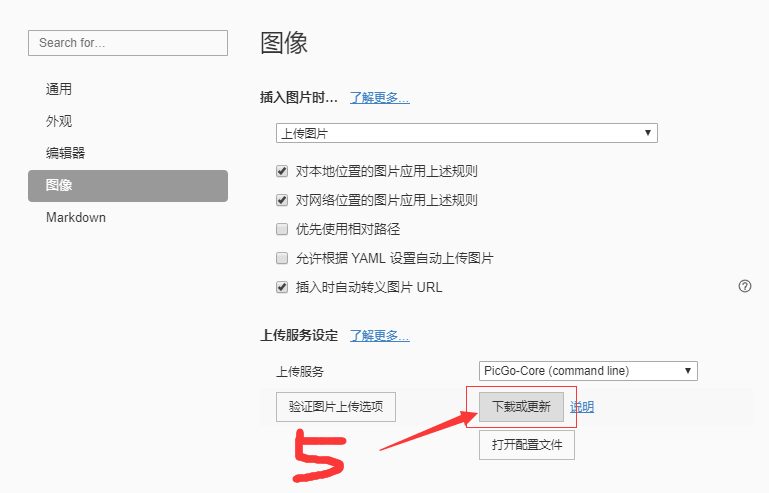 Search for...
通用
外观
编辑器
图像
Markdown
图像
插入图片时... 了解更多...
上传图片
对本地位置的图片应用上述规则
对网络位置的图片应用上述规则
优先使用相对路径
允许根据 YAML 设置自动上传图片
插入时自动转义图片 URL
上传服务设定 了解更多...
上传服务 PicGo-Core (command line)
验证图片上传选项 下载或更新 说明
打开配置文件
5